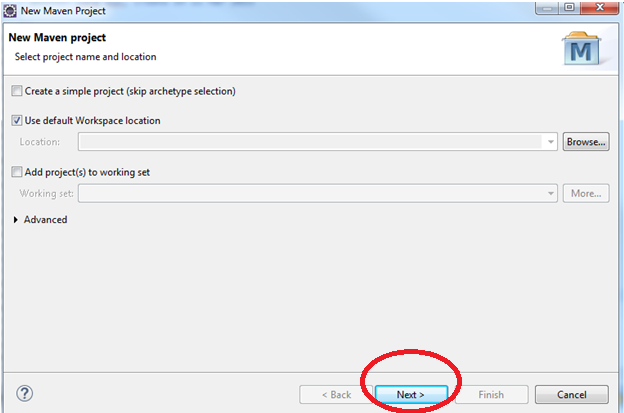 New Maven Project
New Maven project
Select project name and location
M
Create a simple project (skip archetype selection)
Use default Workspace location
Location:
Browse...
Add project(s) to working set
Working set:
More...
Advanced
?
< Back
Next >
Finish
Cancel